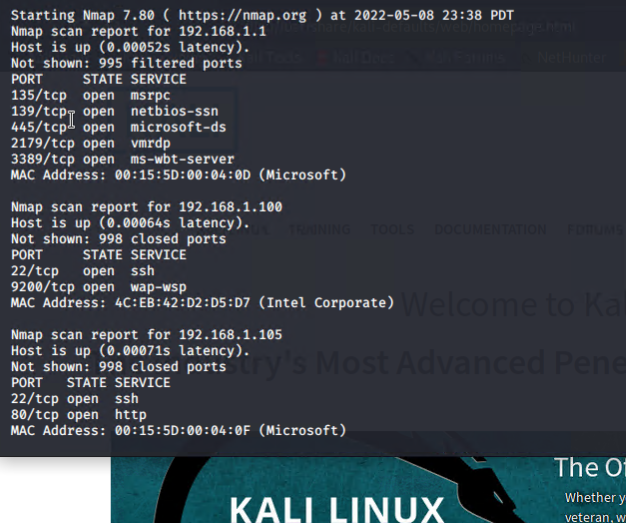 Starting Nmap 7.80 ( https://nmap.org ) at 2022-05-08 23:38 PDT
Nmap scan report for 192.168.1.1
Host is up (0.00052s latency).
Not shown: 995 filtered ports
PORT     STATE SERVICE
135/tcp  open  msrpc
139/tcp  open  netbios-ssn
445/tcp  open  microsoft-ds
2179/tcp open  vmrdp
3389/tcp open  ms-wbt-server
MAC Address: 00:15:5D:00:04:0D (Microsoft)
Nmap scan report for 192.168.1.100
Host is up (0.00064s latency).
Not shown: 998 closed ports
TRAINING TOOLS DOCUMENTATION FORUMS
PORT     STATE SERVICE
22/tcp   open  ssh
9200/tcp open  wap-wsp
MAC Address: 4C:EB:42:D2:D5:D7 (Intel Corporate)
Welcome to Kal
Nmap scan report for 192.168.1.105
Host is up (0.00071s latency).
Not shown: 998 closed ports
stry's Most Advanced Pene
PORT   STATE SERVICE
22/tcp open  ssh
80/tcp open  http
MAC Address: 00:15:5D:00:04:0F (Microsoft)
The Ot
Whether y
veteran, w
KALI LINUX